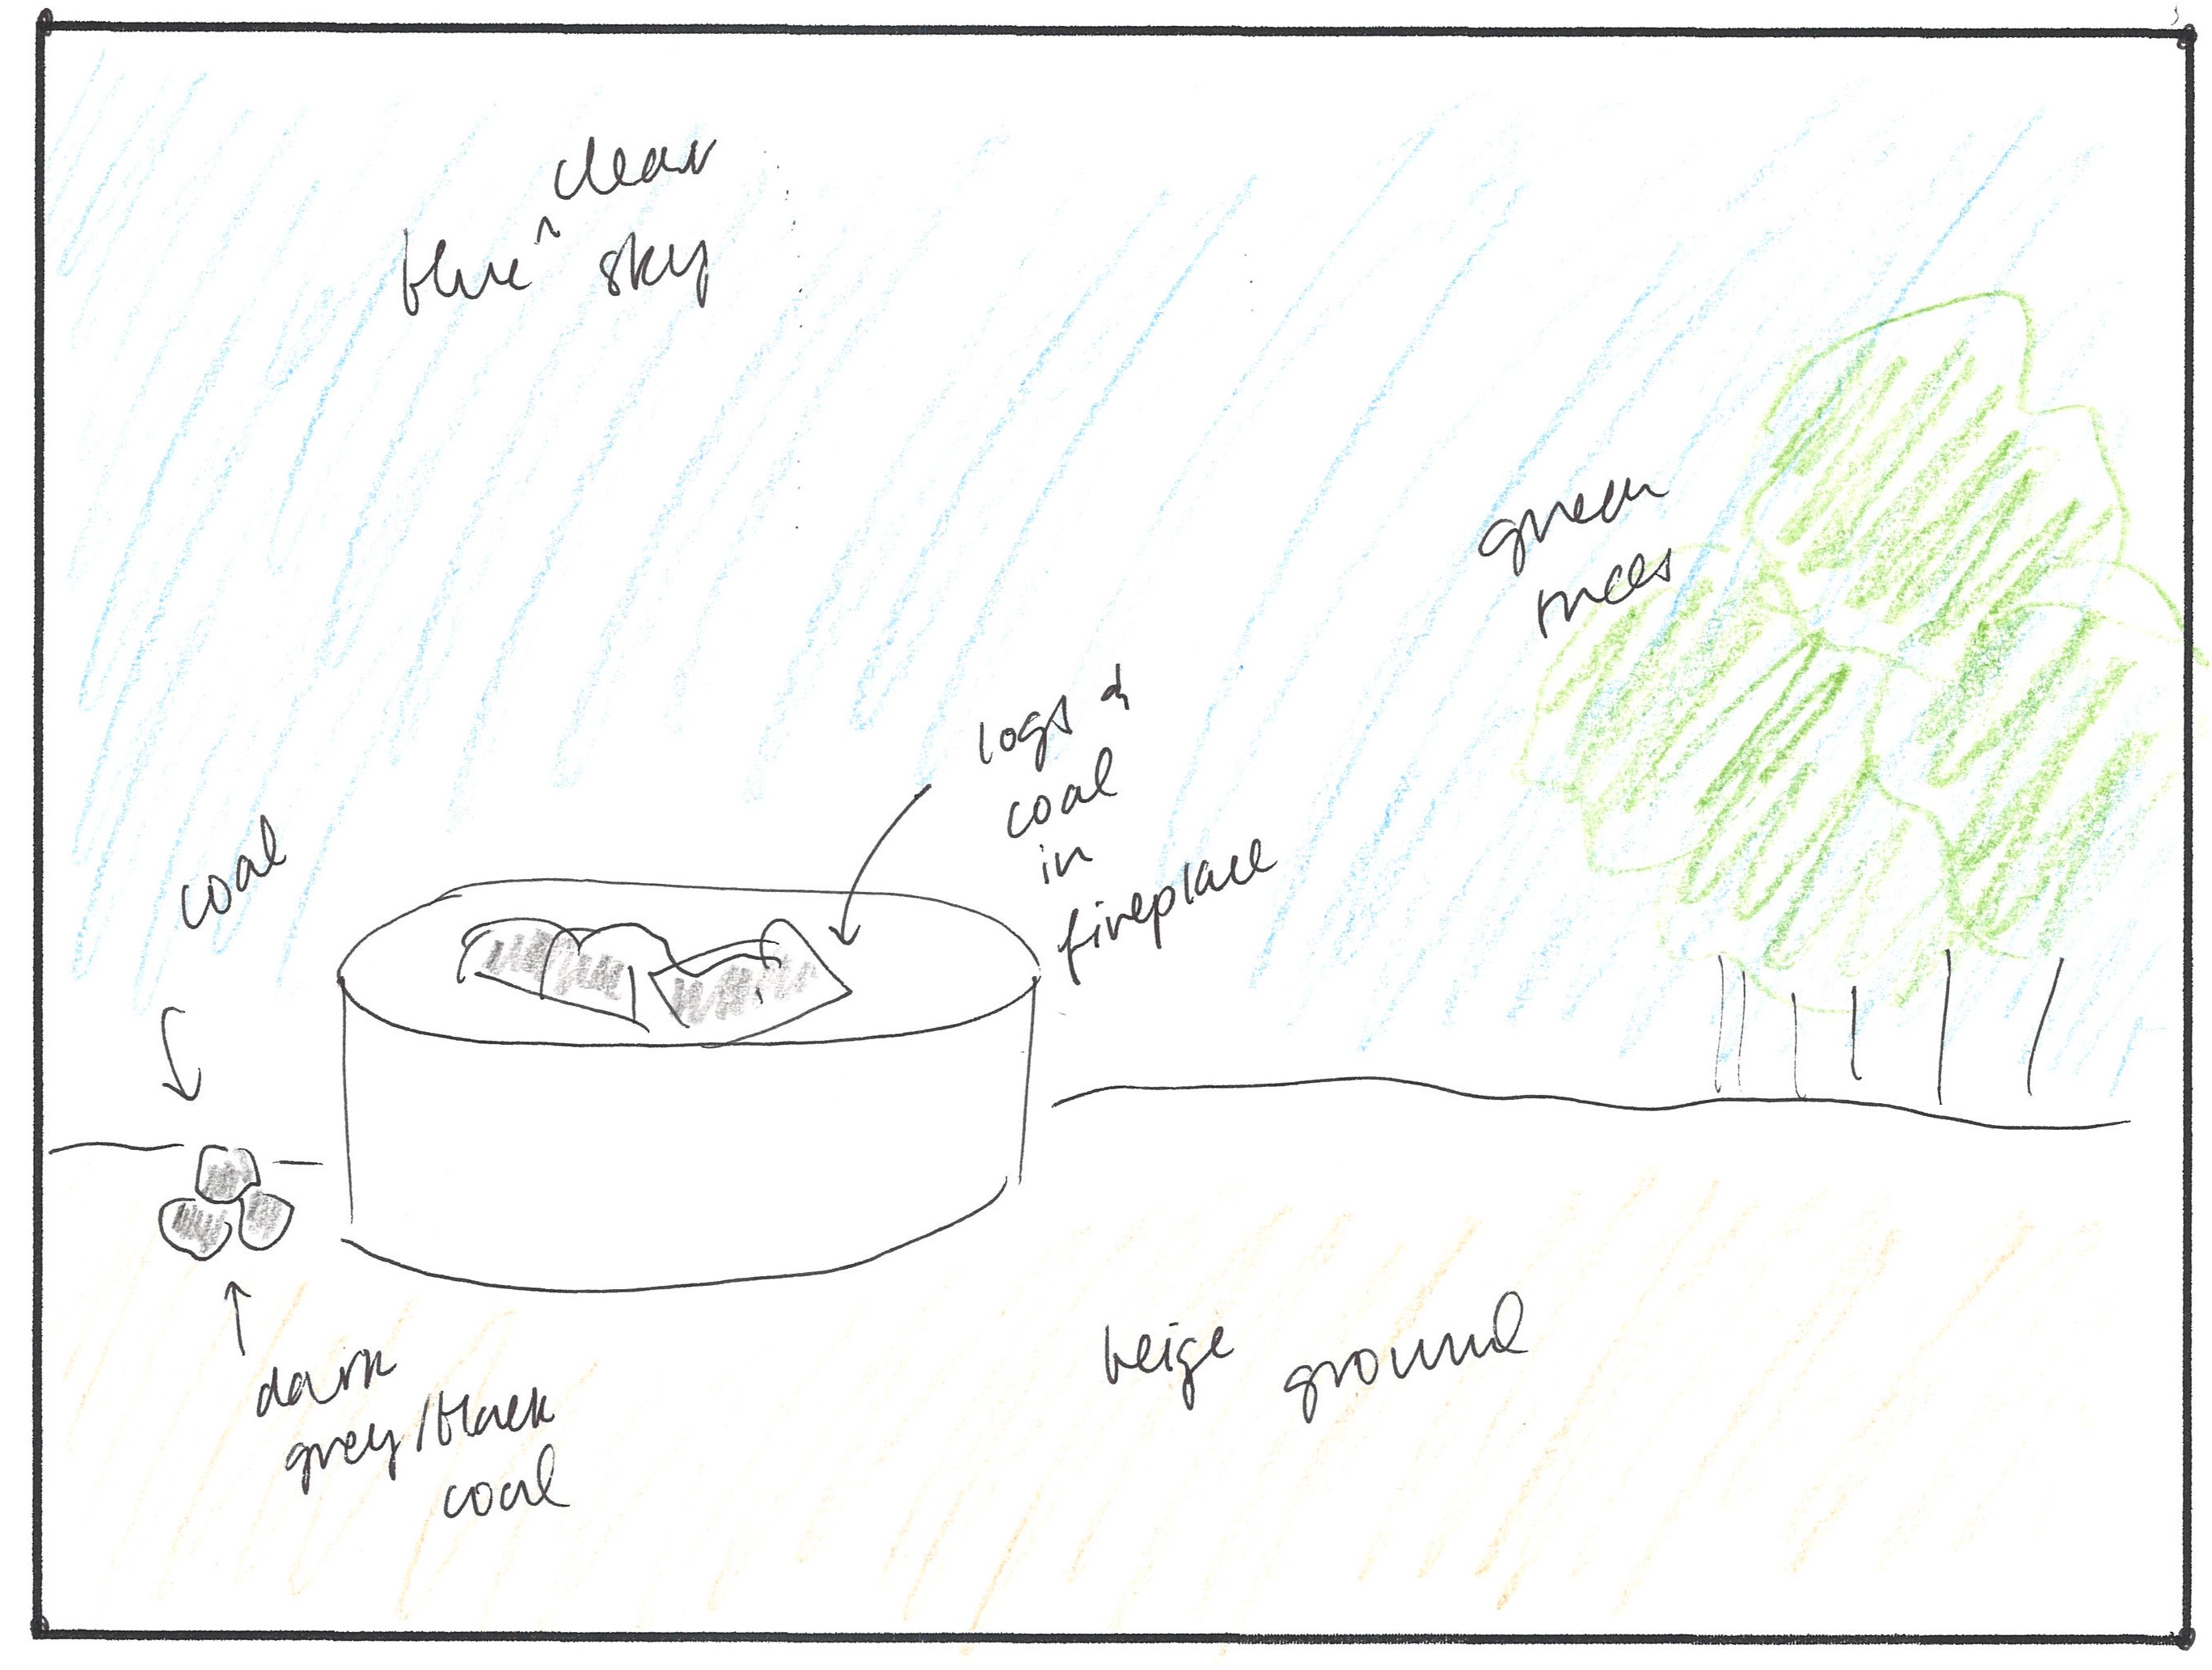 clear
blue ^ sky
green
trees
logs &
coal
in
fireplace
coal
dark
grey/black
coal
beige ground